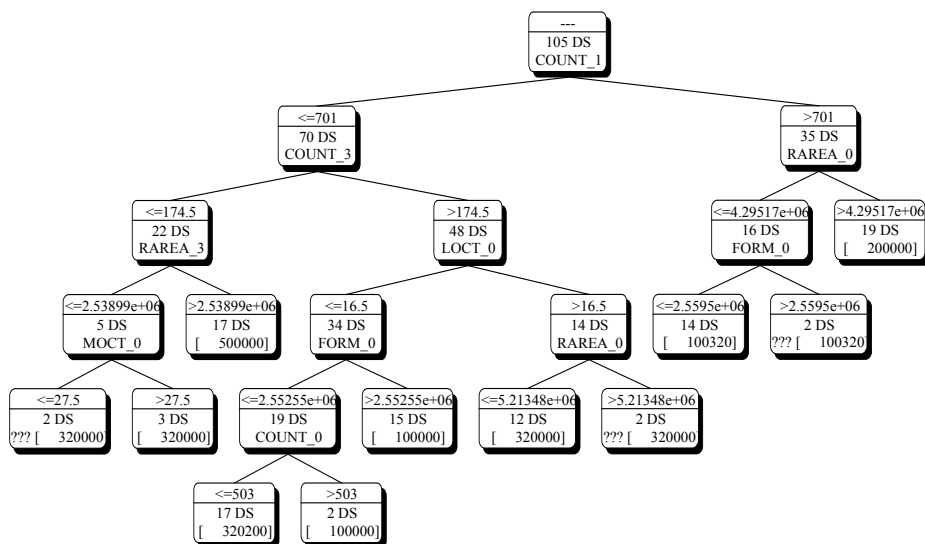 ---
105 DS
COUNT_1
<=701
70 DS
COUNT_3
>701
35 DS
RAREA_0
<=174.5
22 DS
RAREA_3
>174.5
48 DS
LOCT_0
<=4.29517e+06
16 DS
FORM_0
>4.29517e+06
19 DS
[ 200000]
<=2.53899e+06
5 DS
MOCT_0
>2.53899e+06
17 DS
[ 500000]
<=16.5
34 DS
FORM_0
>16.5
14 DS
RAREA_0
<=2.5595e+06
14 DS
[ 100320]
>2.5595e+06
2 DS
??? [ 100320
<=27.5
2 DS
??? [ 320000]
>27.5
3 DS
[ 320000]
<=2.55255e+06
19 DS
COUNT_0
>2.55255e+06
15 DS
[ 100000]
<=5.21348e+06
12 DS
[ 320000]
>5.21348e+06
2 DS
??? [ 320000]
<=503
17 DS
[ 320200]
>503
2 DS
[ 100000]